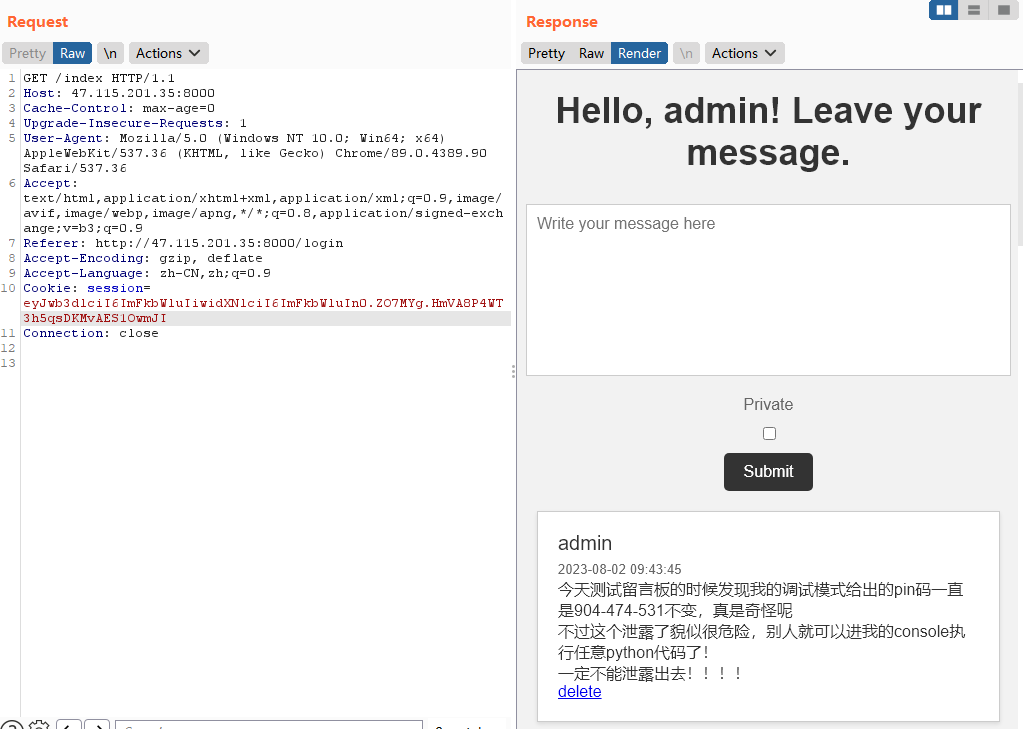 Request
Pretty Raw \n Actions
1 GET /index HTTP/1.1
2 Host: 47.115.201.35:8000
3 Cache-Control: max-age=0
4 Upgrade-Insecure-Requests: 1
5 User-Agent: Mozilla/5.0 (Windows NT 10.0; Win64; x64)
AppleWebKit/537.36 (KHTML, like Gecko) Chrome/89.0.4389.90
Safari/537.36
6 Accept:
text/html,application/xhtml+xml,application/xml;q=0.9,image/
avif,image/webp,image/apng,*/*;q=0.8,application/signed-exch
ange;v=b3;q=0.9
7 Referer: http://47.115.201.35:8000/login
8 Accept-Encoding: gzip, deflate
9 Accept-Language: zh-CN,zh;q=0.9
10 Cookie: session=
eyJwb3dlciI6ImFkbWluIiwidXNlciI6ImFkbWluIn0.ZO7MYg.HmVA8P4WT
3h5qsDKMvAES1OwmJI
11 Connection: close
12
13
Response
Pretty Raw Render \n Actions
Hello, admin! Leave your
message.
Write your message here
Private
Submit
admin
2023-08-02 09:43:45
今天测试留言板的时候发现我的调试模式给出的pin码一直
是904-474-531不变，真是奇怪呢
不过这个泄露了貌似很危险，别人就可以进我的console执
行任意python代码了！
一定不能泄露出去！！！！
delete